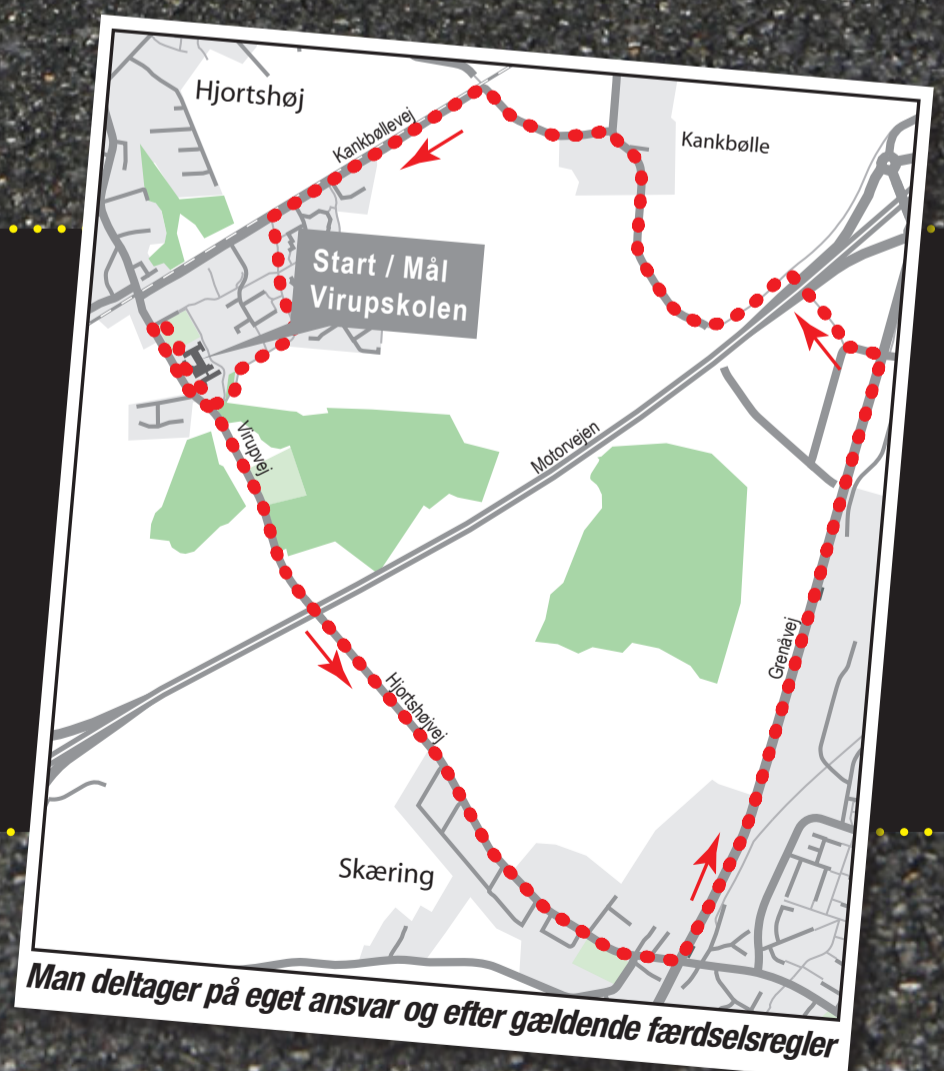 Hjortshøj
Kankbøllevej
Kankbølle
Start / Mål
Virupskolen
Virupvej
Motorvejen
Hjortshøjvej
Grenåvej
Skæring
Man deltager på eget ansvar og efter gældende færdselsregler